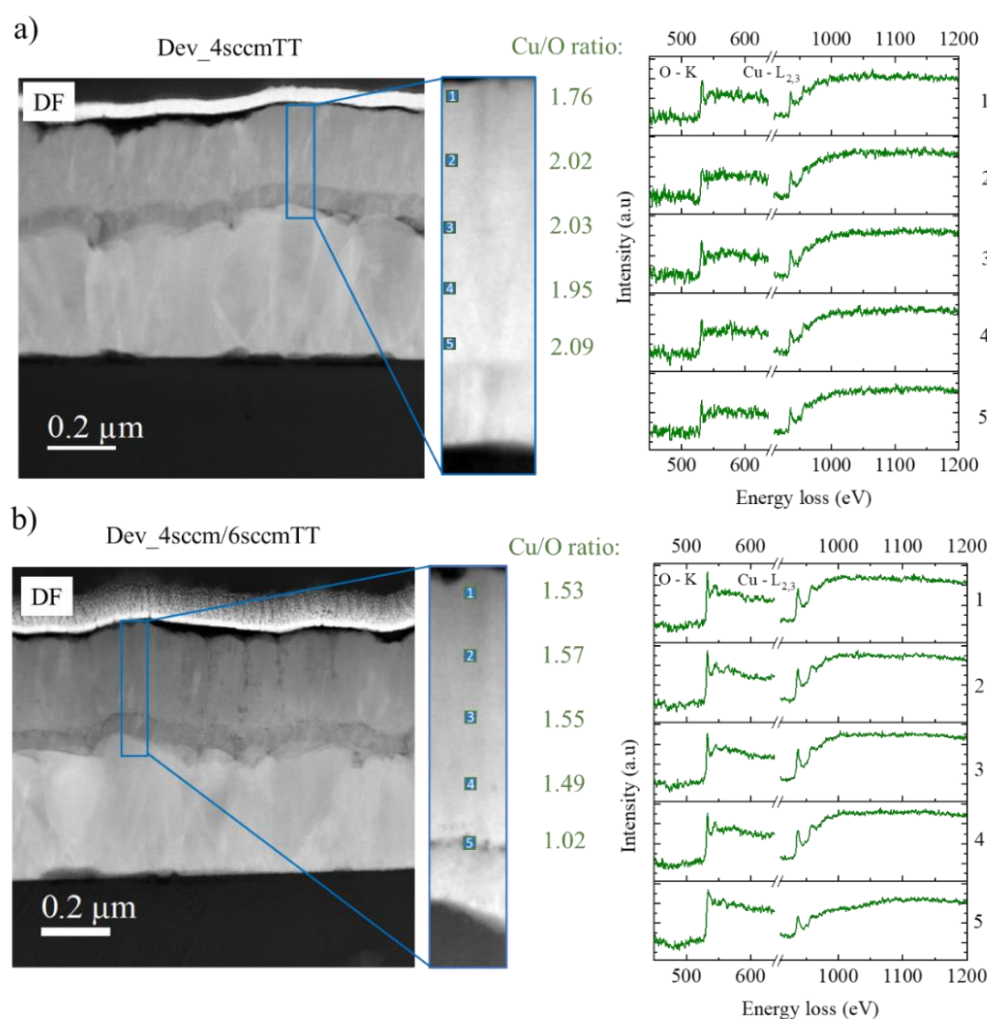 a)
Dev_4sccmTT
Cu/O ratio:
DF
0.2 µm
1
2
3
4
5
1.76
2.02
2.03
1.95
2.09
500 600 1000 1100 1200
O - K
Cu - L2,3
1
2
3
4
5
Intensity (a.u)
500 600 1000 1100 1200
Energy loss (eV)
b)
Dev_4sccm/6sccmTT
Cu/O ratio:
DF
0.2 µm
1
2
3
4
5
1.53
1.57
1.55
1.49
1.02
500 600 1000 1100 1200
O - K
Cu - L2,3
1
2
3
4
5
Intensity (a.u)
500 600 1000 1100 1200
Energy loss (eV)